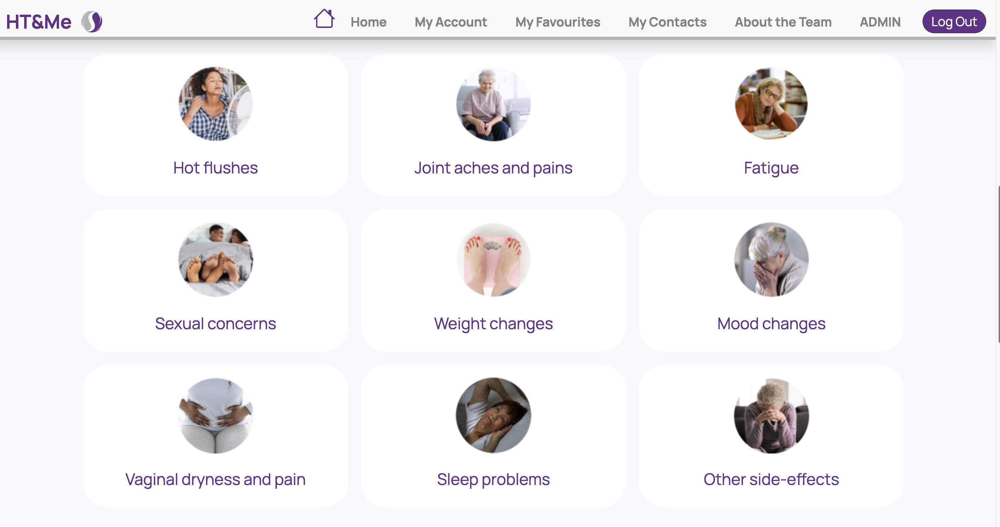 HT&Me
Home
My Account
My Favourites
My Contacts
About the Team
ADMIN
Log Out
Hot flushes
Joint aches and pains
Fatigue
Sexual concerns
Weight changes
Mood changes
Vaginal dryness and pain
Sleep problems
Other side-effects